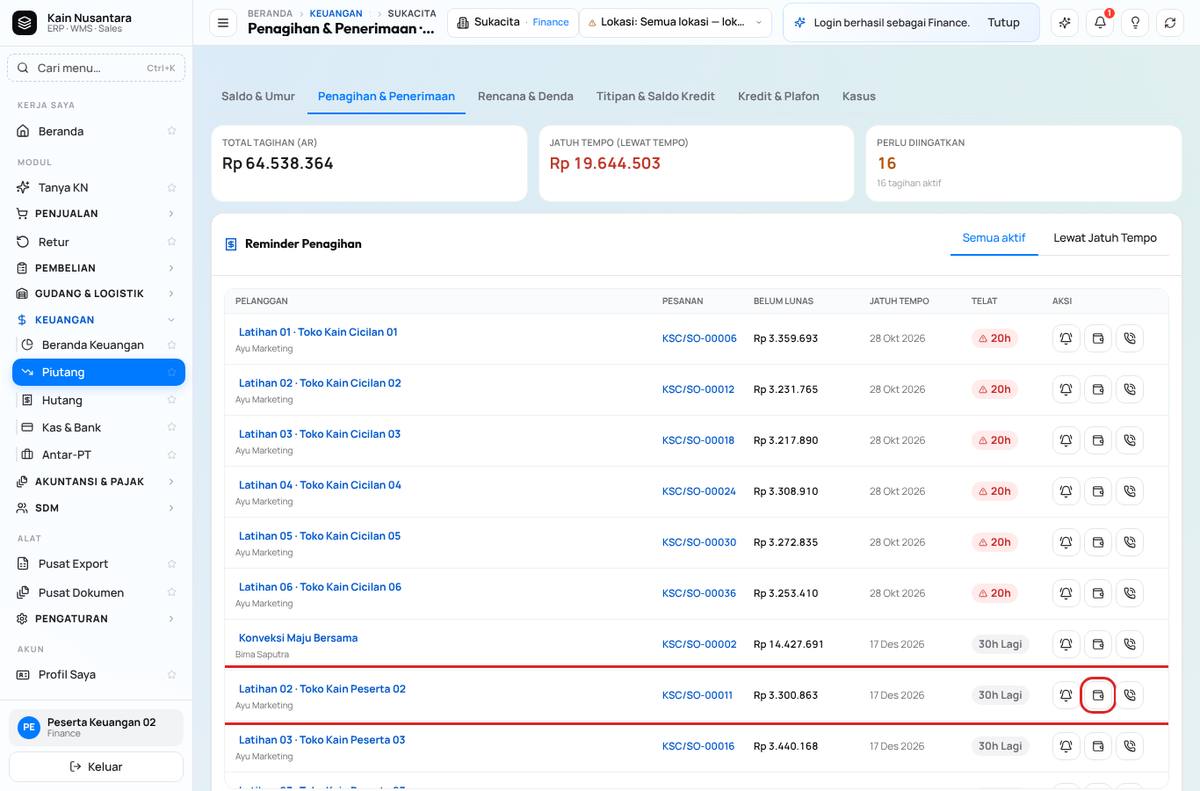 Kain Nusantara
ERP · WMS · Sales
Cari menu...
Ctrl+K
KERJA SAYA
Beranda
MODUL
Tanya KN
PENJUALAN
Retur
PEMBELIAN
GUDANG & LOGISTIK
KEUANGAN
Beranda Keuangan
Piutang
Hutang
Kas & Bank
Antar-PT
AKUNTANSI & PAJAK
SDM
ALAT
Pusat Export
Pusat Dokumen
PENGATURAN
AKUN
Profil Saya
PE
Peserta Keuangan 02
Finance
Keluar
BERANDA > KEUANGAN > SUKACITA
Penagihan & Penerimaan ·...
Sukacita · Finance
Lokasi: Semua lokasi — lok...
Login berhasil sebagai Finance.
Tutup
1
Saldo & Umur
Penagihan & Penerimaan
Rencana & Denda
Titipan & Saldo Kredit
Kredit & Plafon
Kasus
TOTAL TAGIHAN (AR)
Rp 64.538.364
JATUH TEMPO (LEWAT TEMPO)
Rp 19.644.503
PERLU DIINGATKAN
16
16 tagihan aktif
Reminder Penagihan
Semua aktif
Lewat Jatuh Tempo
PELANGGAN PESANAN BELUM LUNAS JATUH TEMPO TELAT AKSI
Latihan 01 · Toko Kain Cicilan 01
Ayu Marketing
KSC/SO-00006 Rp 3.359.693 28 Okt 2026 20h
Latihan 02 · Toko Kain Cicilan 02
Ayu Marketing
KSC/SO-00012 Rp 3.231.765 28 Okt 2026 20h
Latihan 03 · Toko Kain Cicilan 03
Ayu Marketing
KSC/SO-00018 Rp 3.217.890 28 Okt 2026 20h
Latihan 04 · Toko Kain Cicilan 04
Ayu Marketing
KSC/SO-00024 Rp 3.308.910 28 Okt 2026 20h
Latihan 05 · Toko Kain Cicilan 05
Ayu Marketing
KSC/SO-00030 Rp 3.272.835 28 Okt 2026 20h
Latihan 06 · Toko Kain Cicilan 06
Ayu Marketing
KSC/SO-00036 Rp 3.253.410 28 Okt 2026 20h
Konveksi Maju Bersama
Bima Saputra
KSC/SO-00002 Rp 14.427.691 17 Des 2026 30h Lagi
Latihan 02 · Toko Kain Peserta 02
Ayu Marketing
KSC/SO-00011 Rp 3.300.863 17 Des 2026 30h Lagi
Latihan 03 · Toko Kain Peserta 03
Ayu Marketing
KSC/SO-00016 Rp 3.440.168 17 Des 2026 30h Lagi